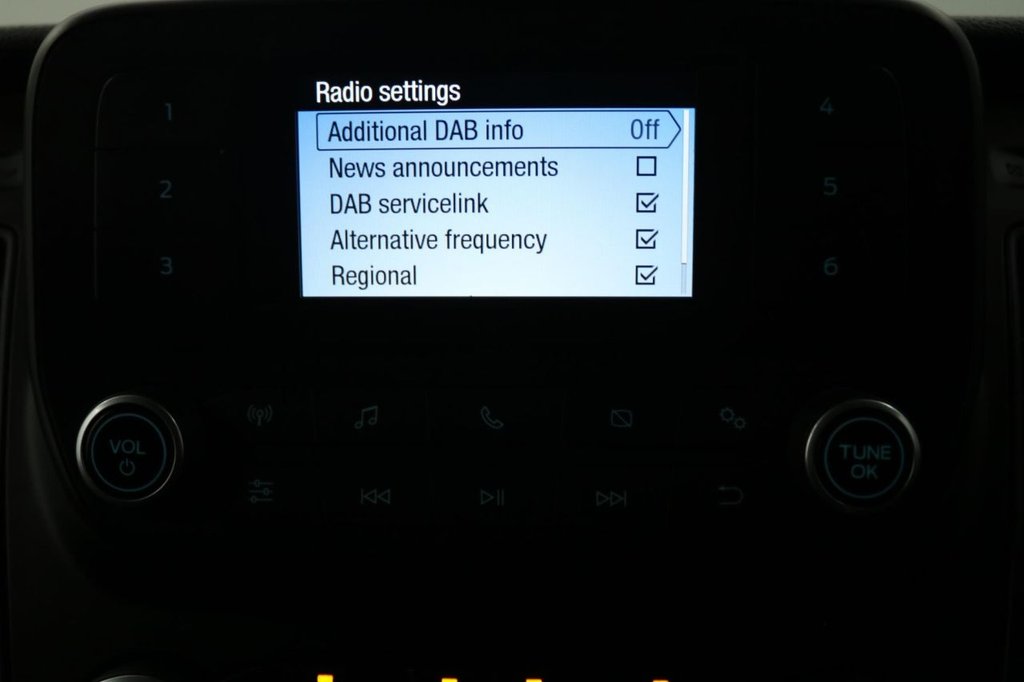 Radio settings
Additional DAB info Off
News announcements
DAB servicelink
Alternative frequency
Regional
1
2
3
4
5
6
VOL
TUNE
OK